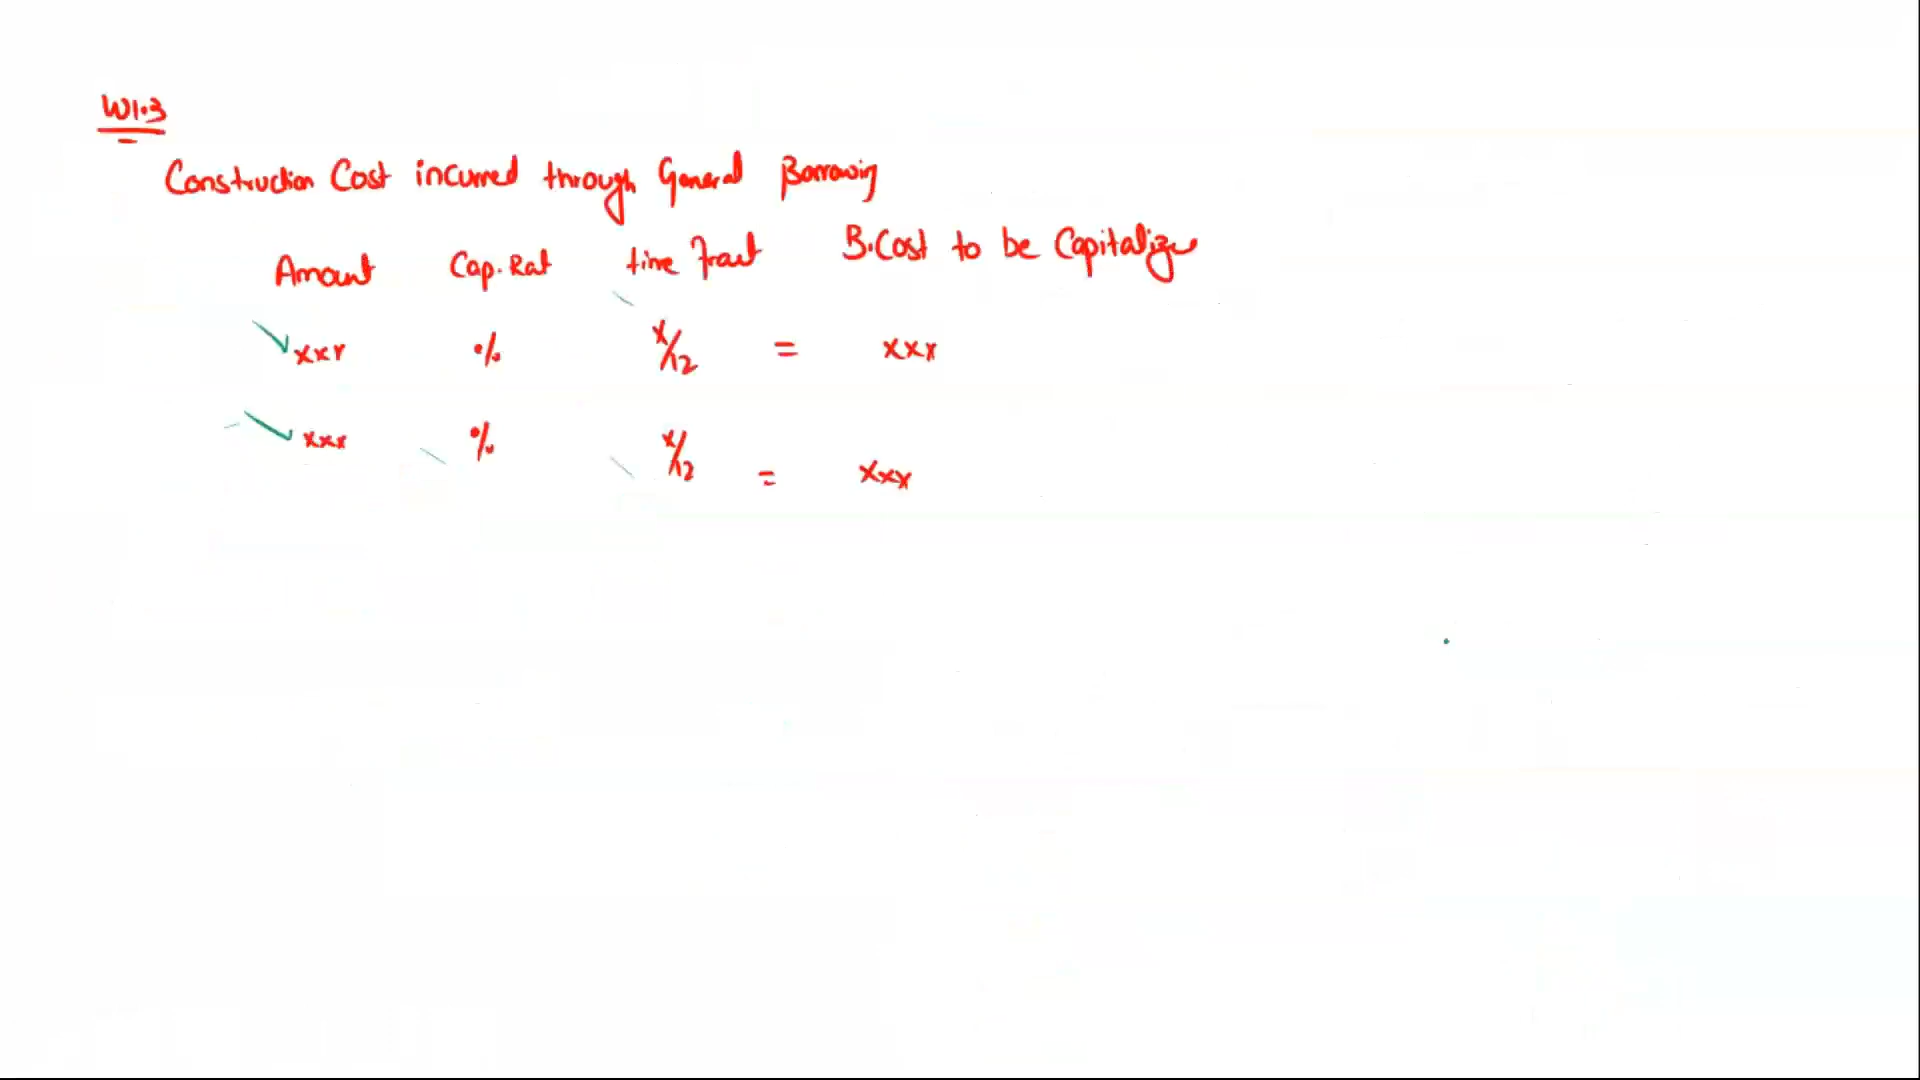 W1.3
Construction Cost incurred through General Borrowing
Amount Cap. Rat time Fract B.Cost to be Capitalize
xxx % x/12 = xxx
xxx % x/12 = xxx